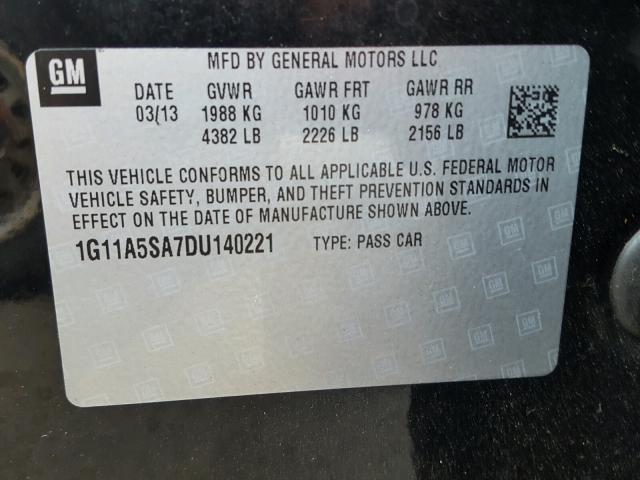 GM
MFD BY GENERAL MOTORS LLC
DATE GVWR GAWR FRT GAWR RR
03/13 1988 KG 1010 KG 978 KG
4382 LB 2226 LB 2156 LB
THIS VEHICLE CONFORMS TO ALL APPLICABLE U.S. FEDERAL MOTOR
VEHICLE SAFETY, BUMPER, AND THEFT PREVENTION STANDARDS IN
EFFECT ON THE DATE OF MANUFACTURE SHOWN ABOVE.
1G11A5SA7DU140221 TYPE: PASS CAR